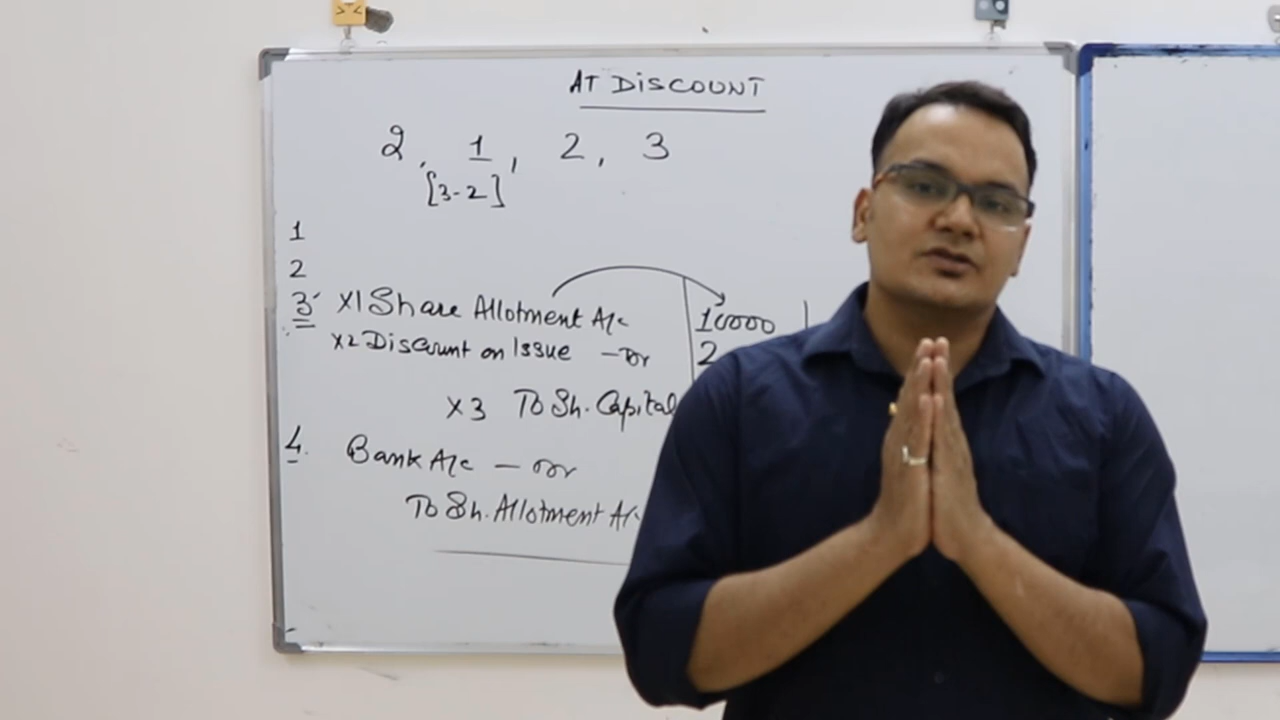 AT DISCOUNT
2, 1, 2, 3
[3-2]
1
2
3 X1 Share Allotment A/c 10000
X2 Discount on Issue — Dr 2
X3 To Sh. Capital
4. Bank A/c — Dr
To Sh. Allotment A/c